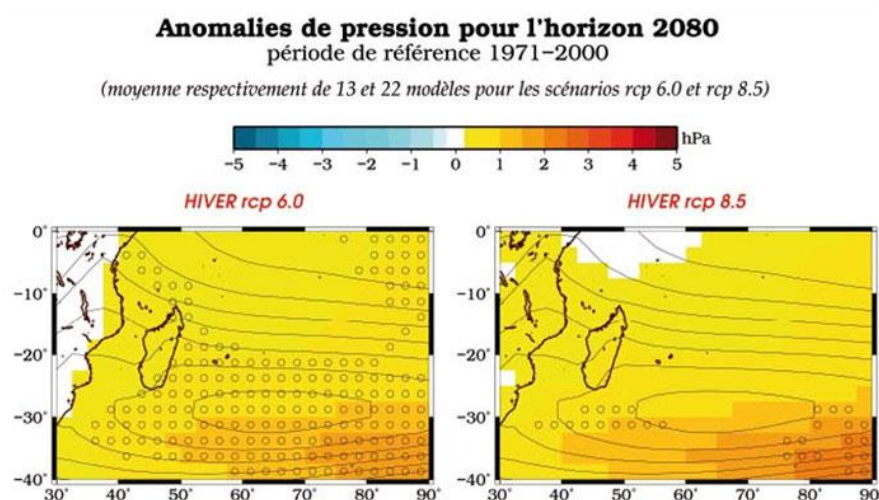 Anomalies de pression pour l'horizon 2080
période de référence 1971−2000
(moyenne respectivement de 13 et 22 modèles pour les scénarios rcp 6.0 et rcp 8.5)
hPa
−5 −4 −3 −2 −1 0 1 2 3 4 5
HIVER rcp 6.0
HIVER rcp 8.5
0°
−10°
−20°
−30°
−40°
30° 40° 50° 60° 70° 80° 90°
0°
−10°
−20°
−30°
−40°
30° 40° 50° 60° 70° 80° 90°